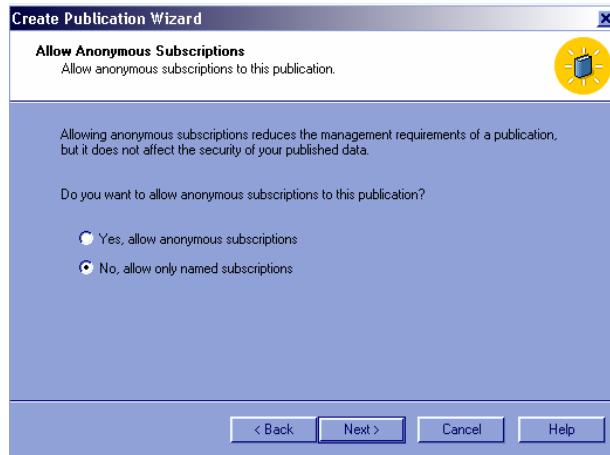 Create Publication Wizard
Allow Anonymous Subscriptions
Allow anonymous subscriptions to this publication.
Allowing anonymous subscriptions reduces the management requirements of a publication,
but it does not affect the security of your published data.
Do you want to allow anonymous subscriptions to this publication?
Yes, allow anonymous subscriptions
No, allow only named subscriptions
< Back
Next >
Cancel
Help